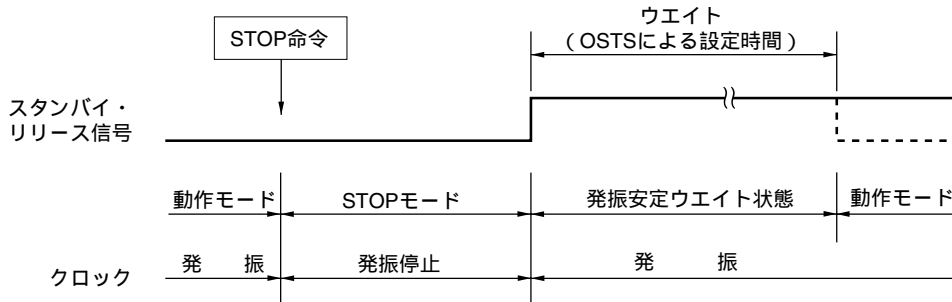 ウエイト
(OSTSによる設定時間)
STOP命令
スタンバイ・
リリース信号
動作モード STOPモード 発振安定ウエイト状態 動作モード
クロック 発 振 発振停止 発 振